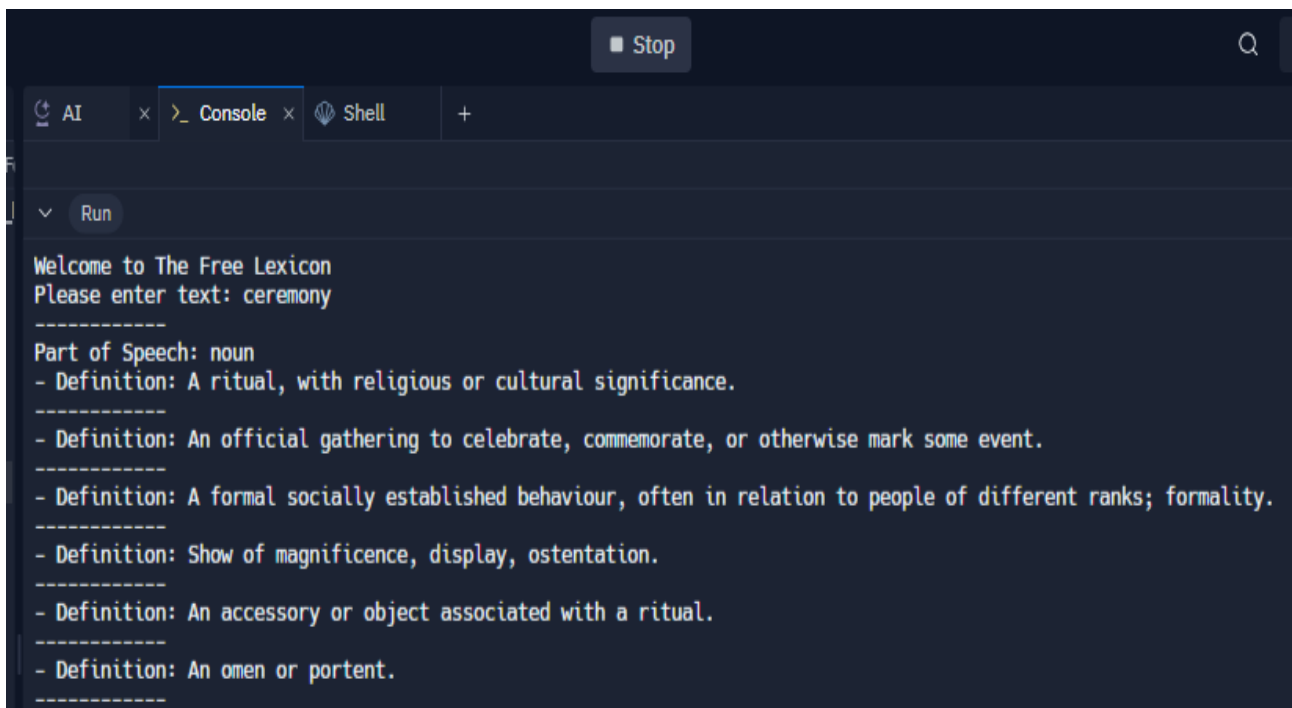 Stop
AI × >_ Console × Shell +
Run
Welcome to The Free Lexicon
Please enter text: ceremony
------------
Part of Speech: noun
- Definition: A ritual, with religious or cultural significance.
------------
- Definition: An official gathering to celebrate, commemorate, or otherwise mark some event.
------------
- Definition: A formal socially established behaviour, often in relation to people of different ranks; formality.
------------
- Definition: Show of magnificence, display, ostentation.
------------
- Definition: An accessory or object associated with a ritual.
------------
- Definition: An omen or portent.
------------